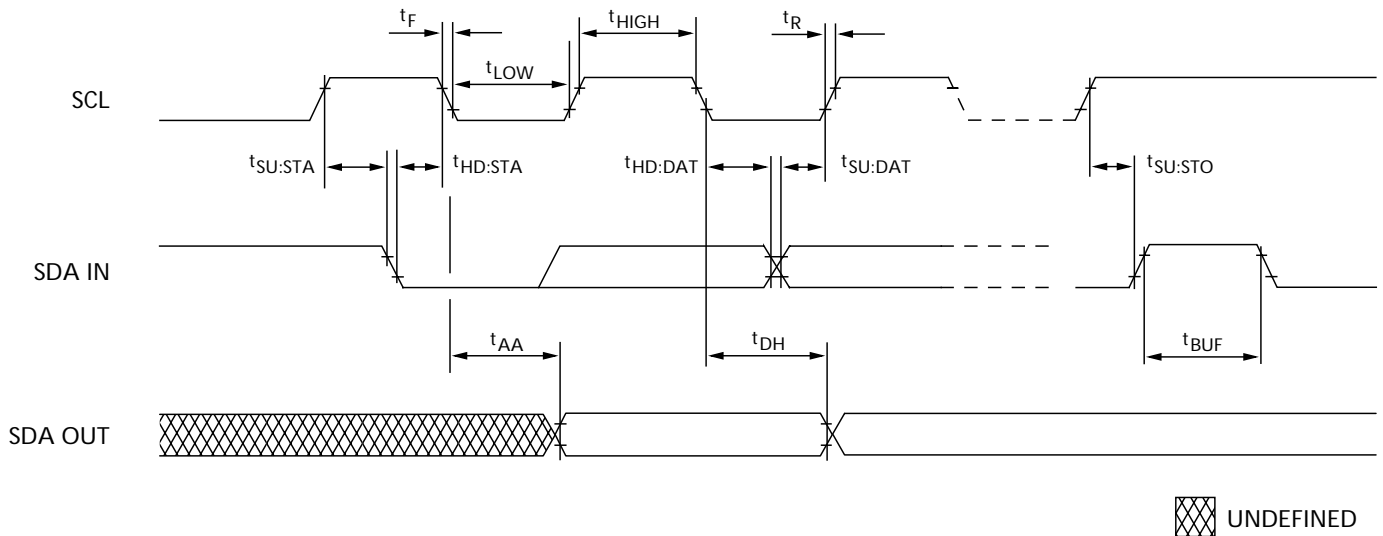 tF
tHIGH
tR
tLOW
SCL
tSU:STA
tHD:STA
tHD:DAT
tSU:DAT
tSU:STO
SDA IN
tAA
tDH
tBUF
SDA OUT
UNDEFINED